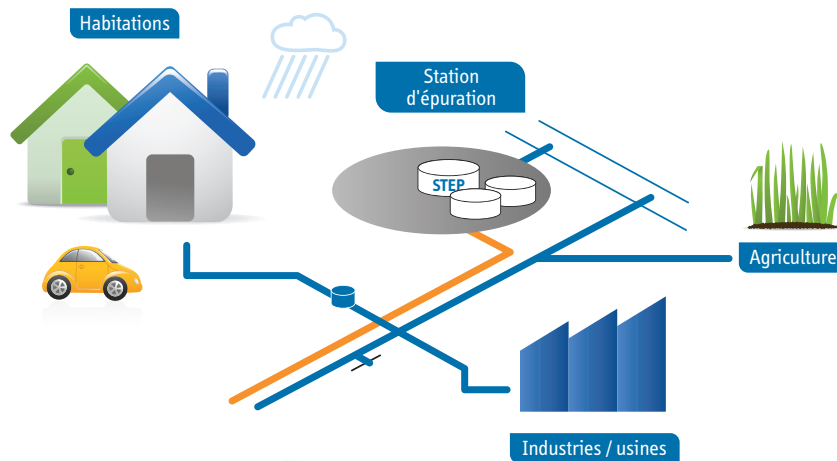 Habitations
Station
d'épuration
STEP
Agriculture
Industries / usines